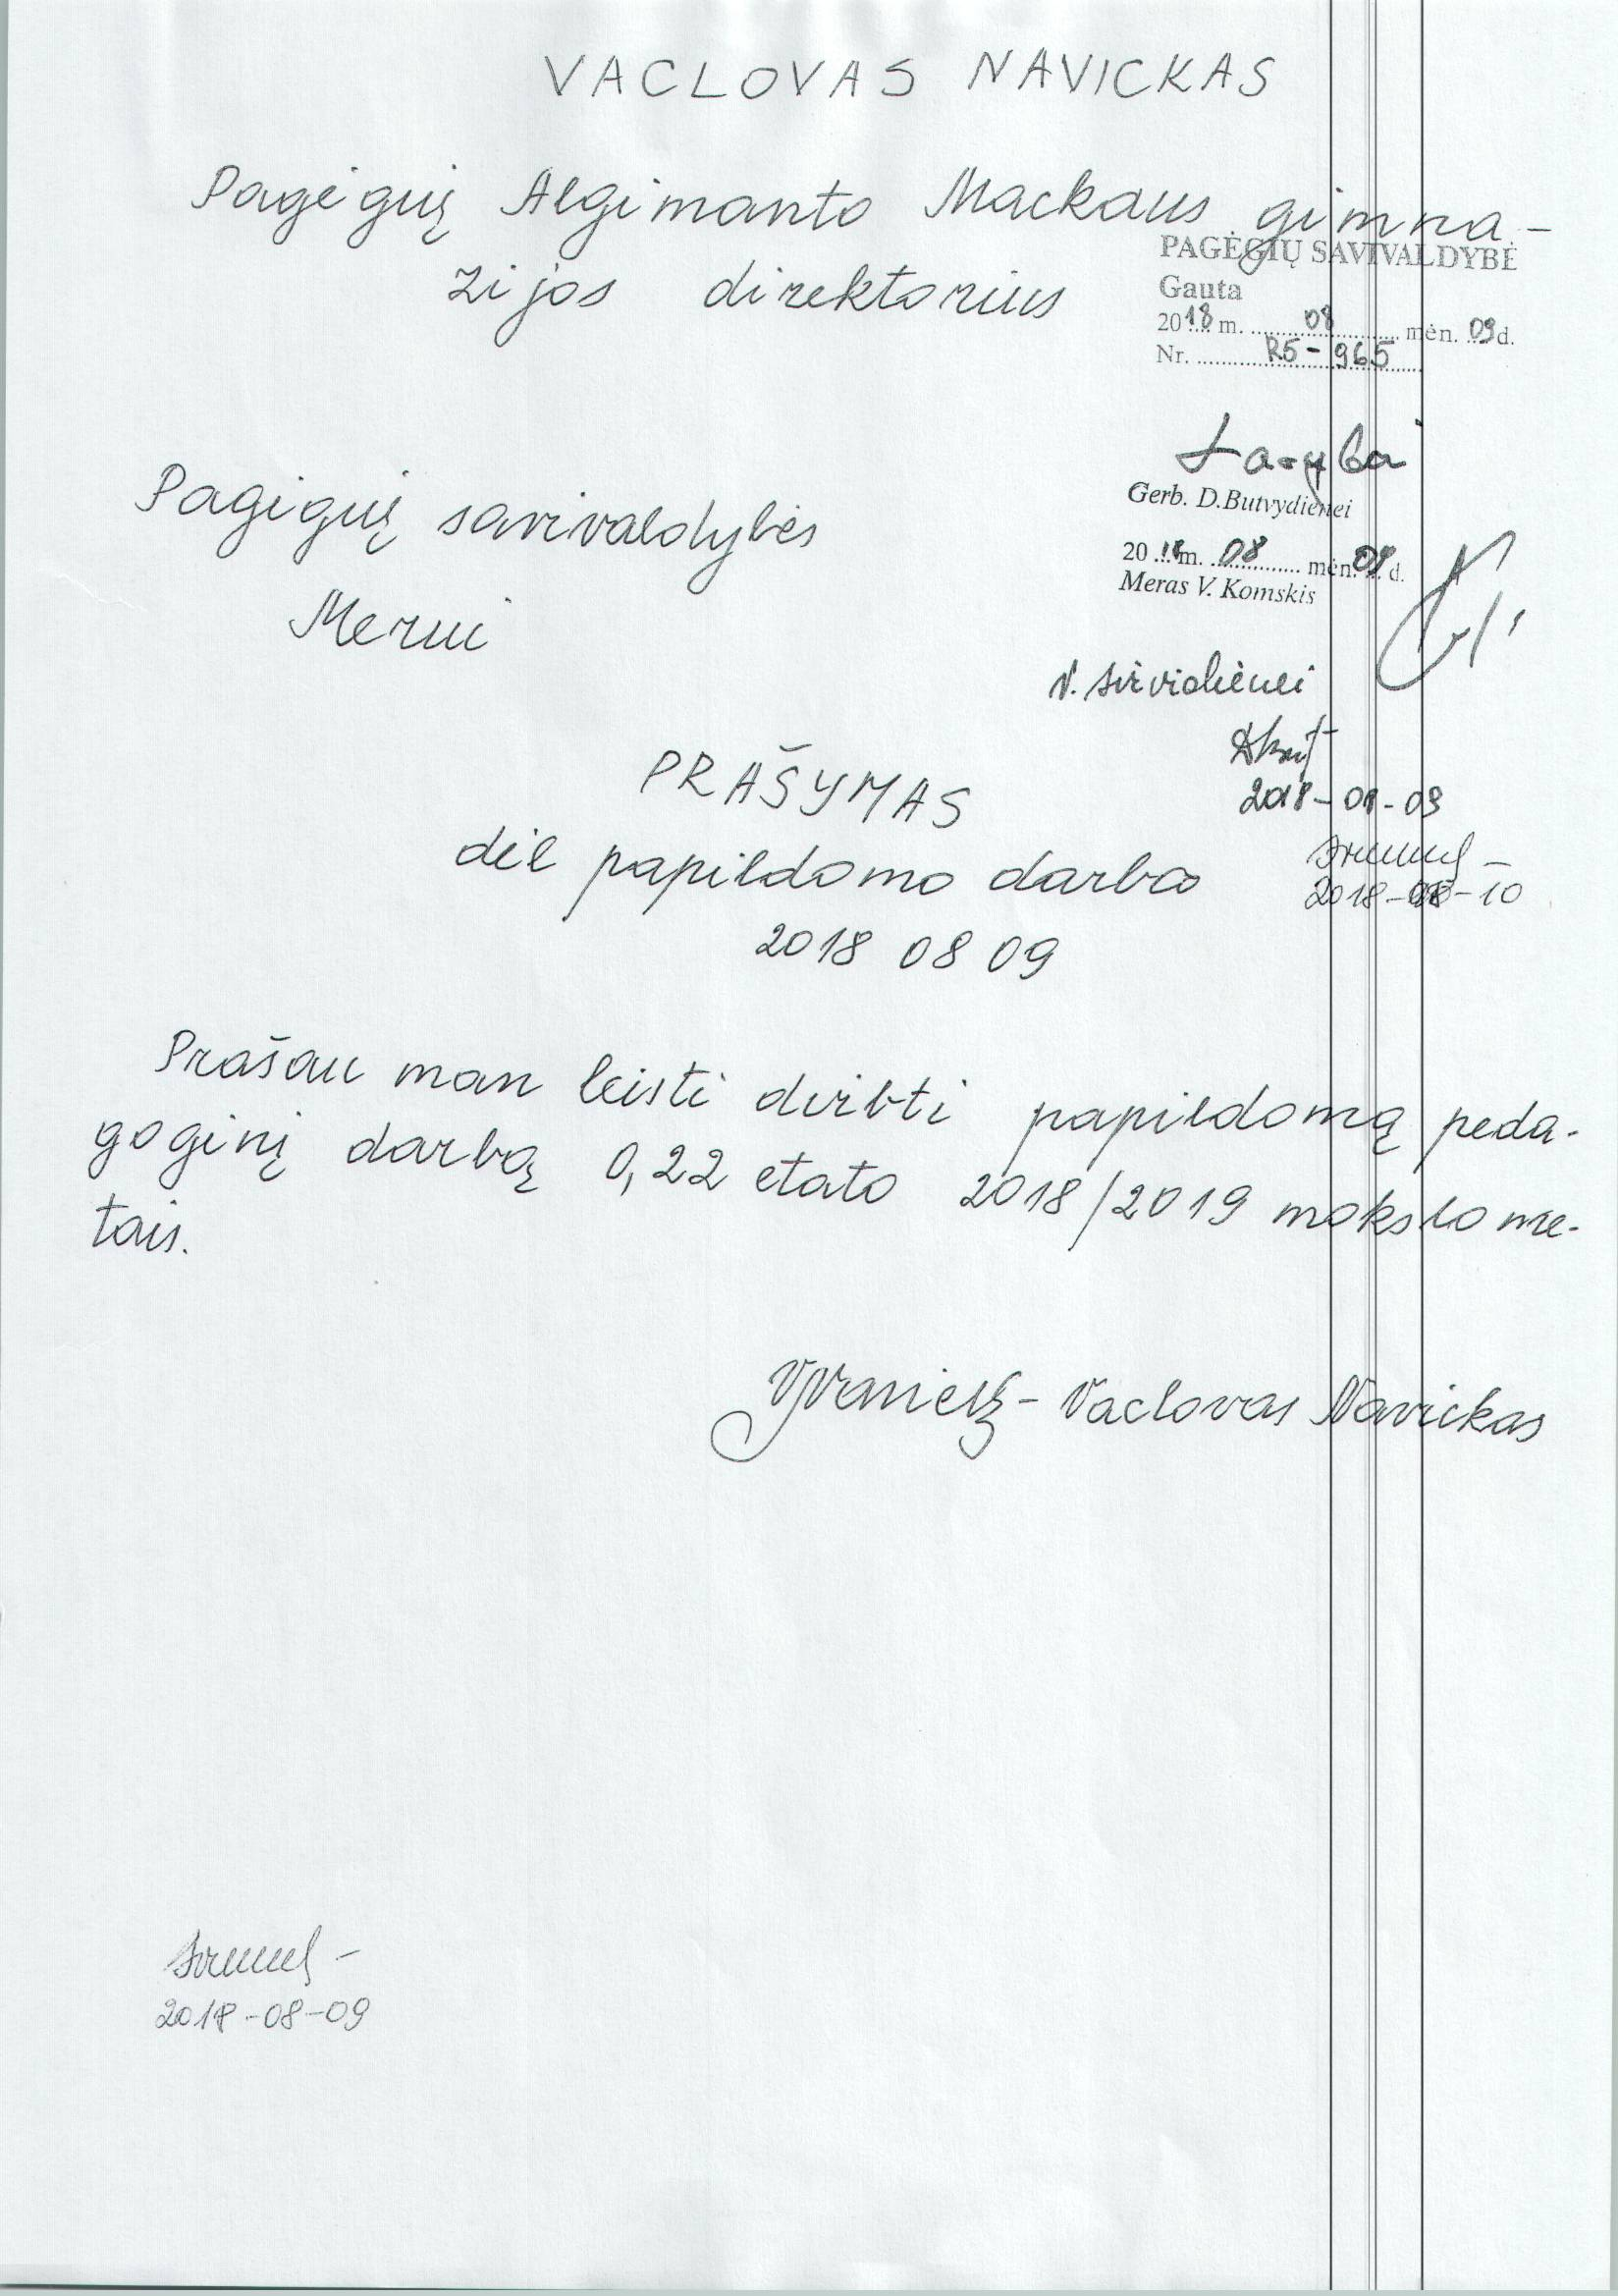 VACLOVAS NAVICKAS
Pagėgių Algimanto Mackaus gimna-
zijos direktorius
PAGĖGIŲ SAVIVALDYBĖ
Gauta
2018 m. 08 mėn. 09 d.
Nr. R5-965
Tarybai
Gerb. D.Butvydienei
2018 m. 08 mėn. 09 d.
Meras V. Komskis
Pagėgių savivaldybės
Merui
V. Sirvidienei
2018-08-09
2018-08-10
PRAŠYMAS
dėl papildomo darbo
2018 08 09
Prašau man leisti dirbti papildomą peda-
goginį darbą 0,22 etato 2018/2019 mokslo me-
tais.
Vaclovas Navickas
2018-08-09